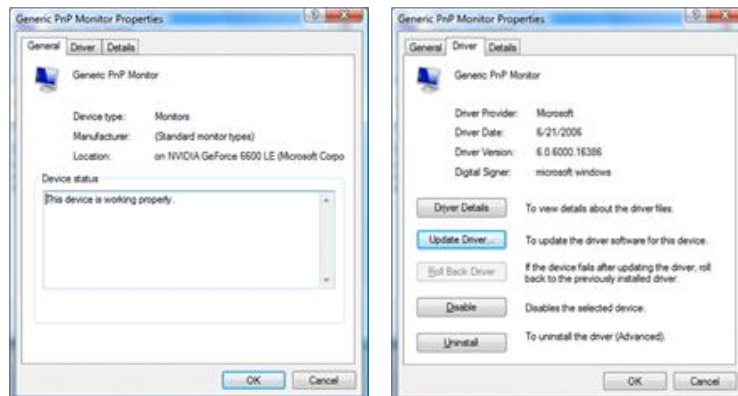 Generic PnP Monitor Properties
General Driver Details
Generic PnP Monitor
Device type: Monitors
Manufacturer: (Standard monitor types)
Location: on NVIDIA GeForce 6600 LE (Microsoft Corpo
Device status
This device is working properly.
OK Cancel
Generic PnP Monitor Properties
General Driver Details
Generic PnP Monitor
Driver Provider: Microsoft
Driver Date: 6/21/2006
Driver Version: 6.0.6000.16386
Digital Signer: microsoft windows
Driver Details To view details about the driver files.
Update Driver... To update the driver software for this device.
Roll Back Driver If the device fails after updating the driver, roll
back to the previously installed driver.
Disable Disables the selected device.
Uninstall To uninstall the driver (Advanced).
OK Cancel